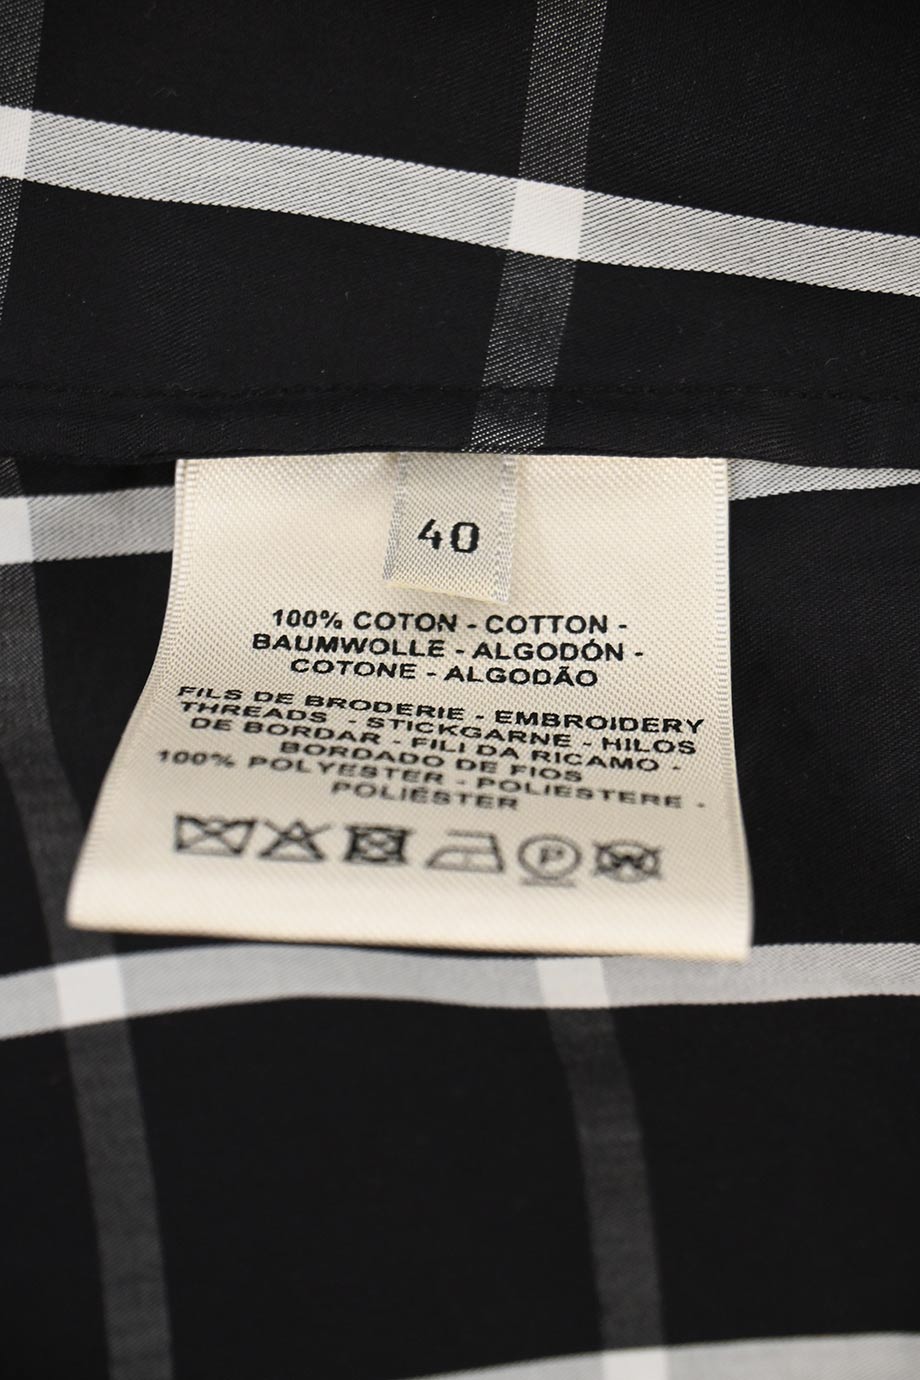 40
100% COTON - COTTON -
BAUMWOLLE - ALGODÓN -
COTONE - ALGODÃO
FILS DE BRODERIE - EMBROIDERY
THREADS - STICKGARNE - HILOS
DE BORDAR - FILI DA RICAMO -
BORDADO DE FIOS
100% POLYESTER - POLIESTERE -
POLIÉSTER
P
W